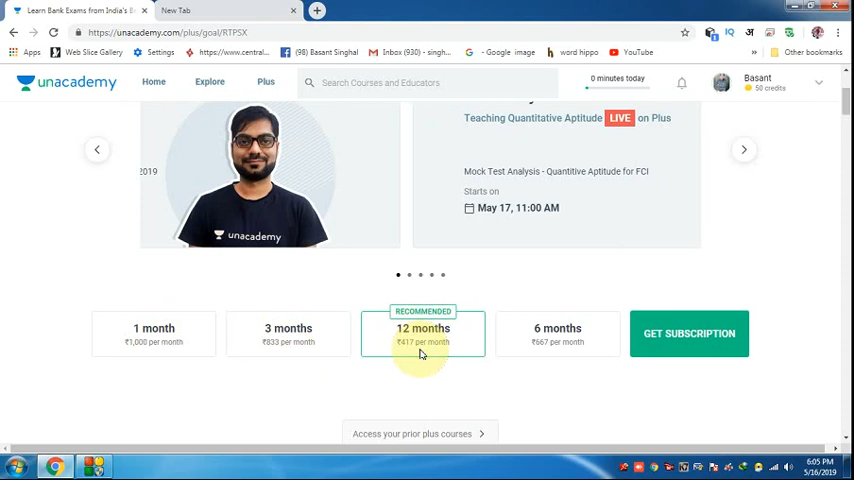 Learn Bank Exams from India's B
New Tab
https://unacademy.com/plus/goal/RTPSX
Apps
Web Slice Gallery
Settings
https://www.central...
(98) Basant Singhal
Inbox (930) - singh...
G - Google image
word hippo
YouTube
»
Other bookmarks
unacademy
Home
Explore
Plus
Search Courses and Educators
0 minutes today
Basant
50 credits
Teaching Quantitative Aptitude LIVE on Plus
2019
Mock Test Analysis - Quantitive Aptitude for FCI
Starts on
May 17, 11:00 AM
unacademy
RECOMMENDED
1 month
₹1,000 per month
3 months
₹833 per month
12 months
₹417 per month
6 months
₹667 per month
GET SUBSCRIPTION
Access your prior plus courses
6:05 PM
5/16/2019